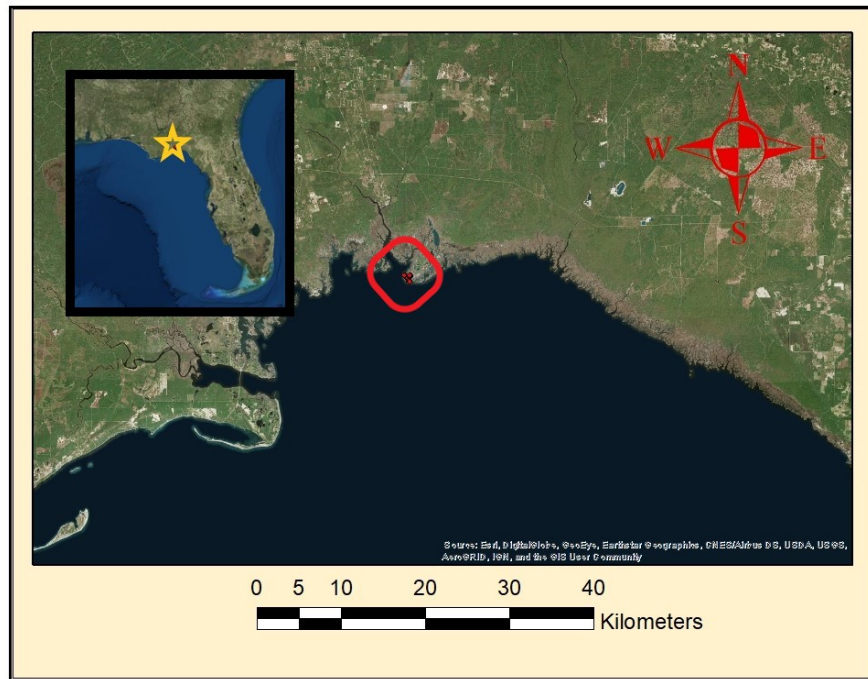 N
W E
S
Source: Esri, DigitalGlobe, GeoEye, Earthstar Geographics, CNES/Airbus DS, USDA, USGS,
AeroGRID, IGN, and the GIS User Community
0 5 10 20 30 40
Kilometers